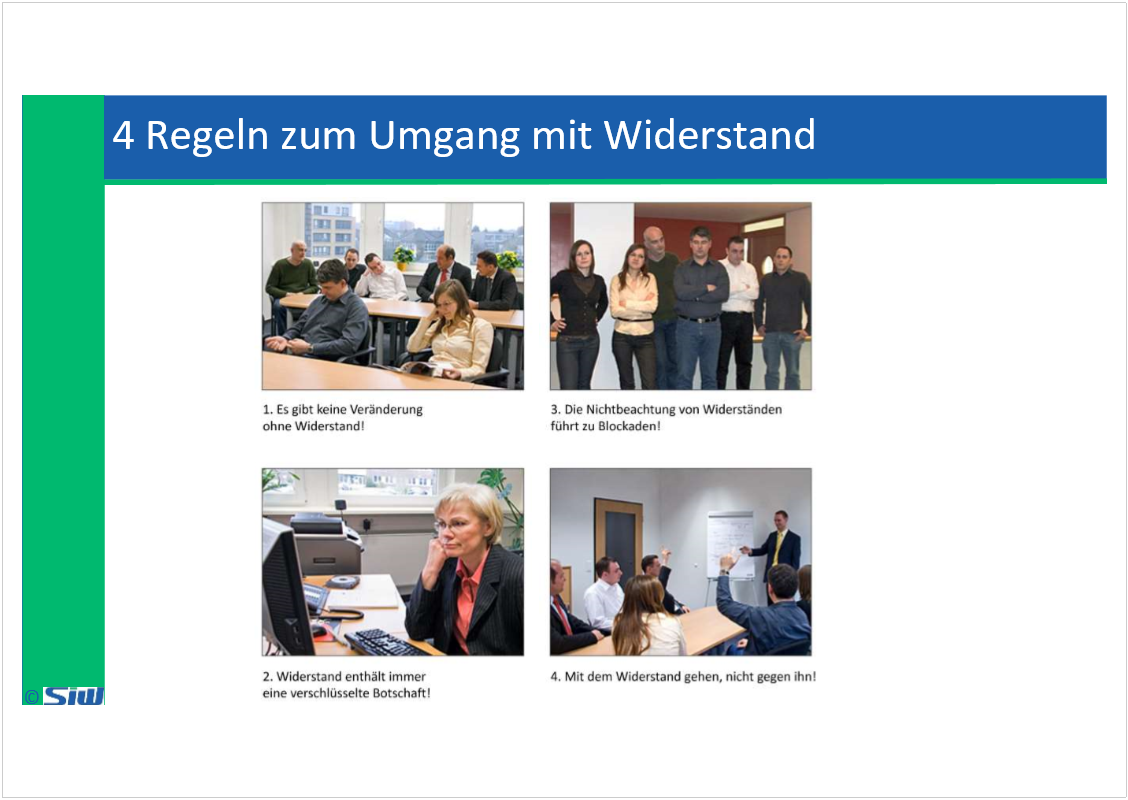 4 Regeln zum Umgang mit Widerstand
1. Es gibt keine Veränderung
ohne Widerstand!
2. Widerstand enthält immer
eine verschlüsselte Botschaft!
3. Die Nichtbeachtung von Widerständen
führt zu Blockaden!
4. Mit dem Widerstand gehen, nicht gegen ihn!
© SiW